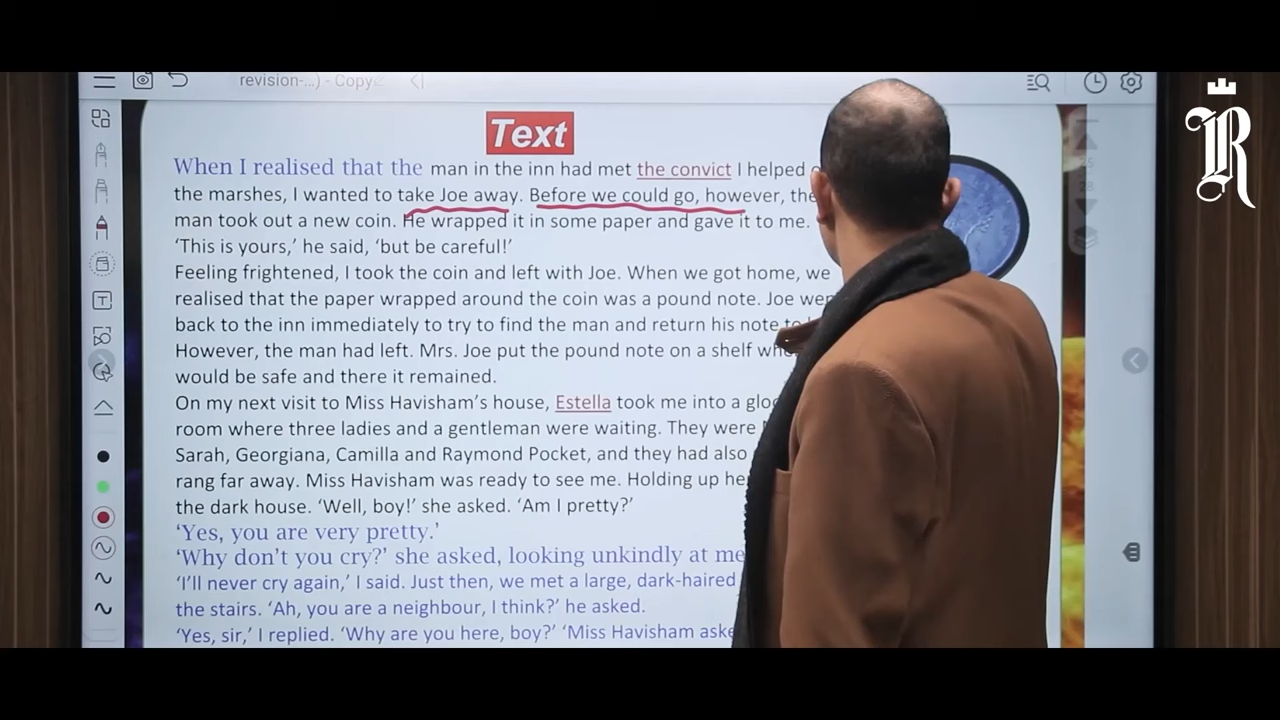 revision-...) - Copy
Text
When I realised that the man in the inn had met the convict I helped
the marshes, I wanted to take Joe away. Before we could go, however, the
man took out a new coin. He wrapped it in some paper and gave it to me.
‘This is yours,’ he said, ‘but be careful!’
Feeling frightened, I took the coin and left with Joe. When we got home, we
realised that the paper wrapped around the coin was a pound note. Joe
back to the inn immediately to try to find the man and return his note to
However, the man had left. Mrs. Joe put the pound note on a shelf
would be safe and there it remained.
On my next visit to Miss Havisham’s house, Estella took me into a
room where three ladies and a gentleman were waiting. They were
Sarah, Georgiana, Camilla and Raymond Pocket, and they had also
rang far away. Miss Havisham was ready to see me. Holding up
the dark house. ‘Well, boy!’ she asked. ‘Am I pretty?’
‘Yes, you are very pretty.’
‘Why don’t you cry?’ she asked, looking unkindly at me
‘I’ll never cry again,’ I said. Just then, we met a large, dark-haired
the stairs. ‘Ah, you are a neighbour, I think?’ he asked.
‘Yes, sir,’ I replied. ‘Why are you here, boy?’ ‘Miss Havisham
R